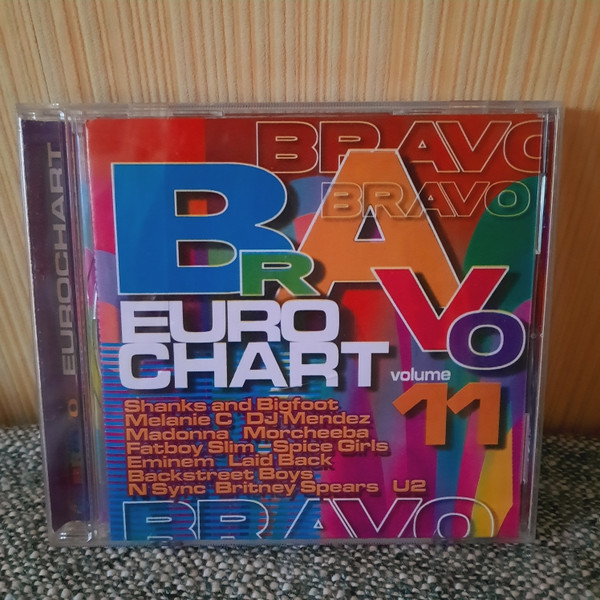 BRAVO
BRAVO
BRAVO
EURO
CHART
volume
11
Shanks and Bigfoot
Melanie C DJ Mendez
Madonna Morcheeba
Fatboy Slim Spice Girls
Eminem Laid Back
Backstreet Boys
N Sync Britney Spears U2
BRAVO
BRAVO EUROCHART